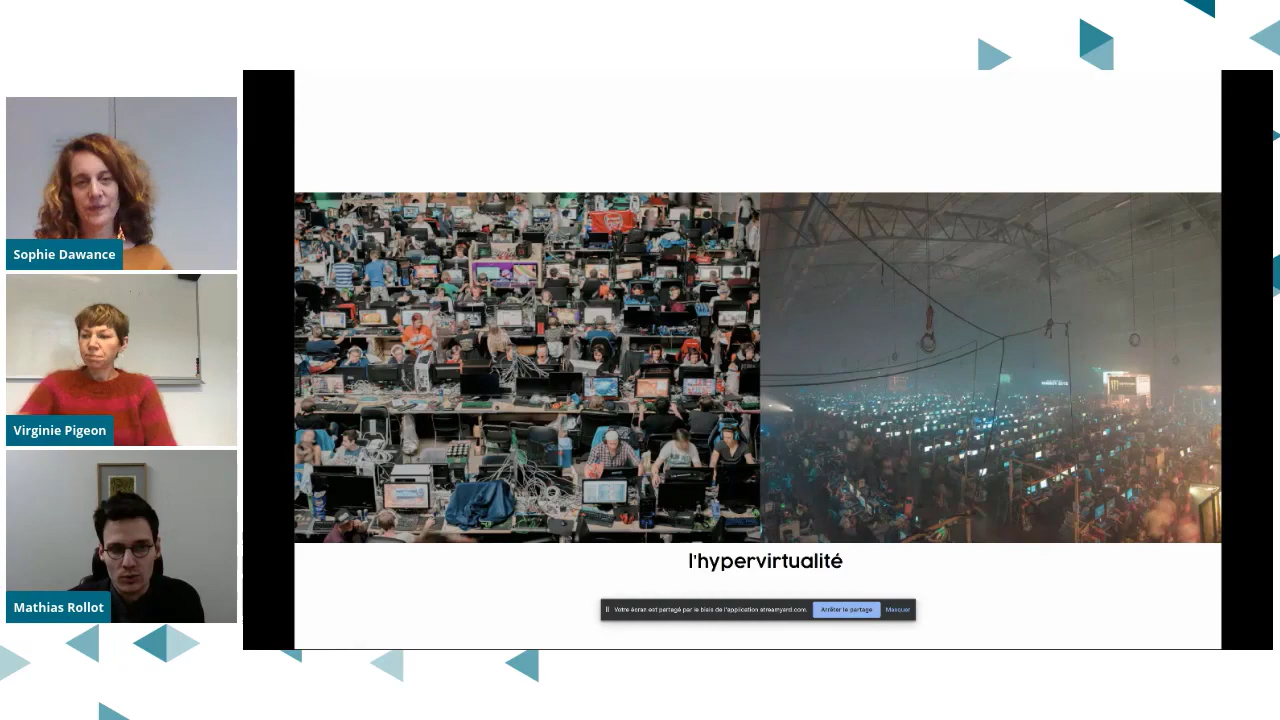 Sophie Dawance
Virginie Pigeon
Mathias Rollot
l'hypervirtualité
Votre écran est partagé par le biais de l'application streamyard.com.
Arrêter le partage
Masquer